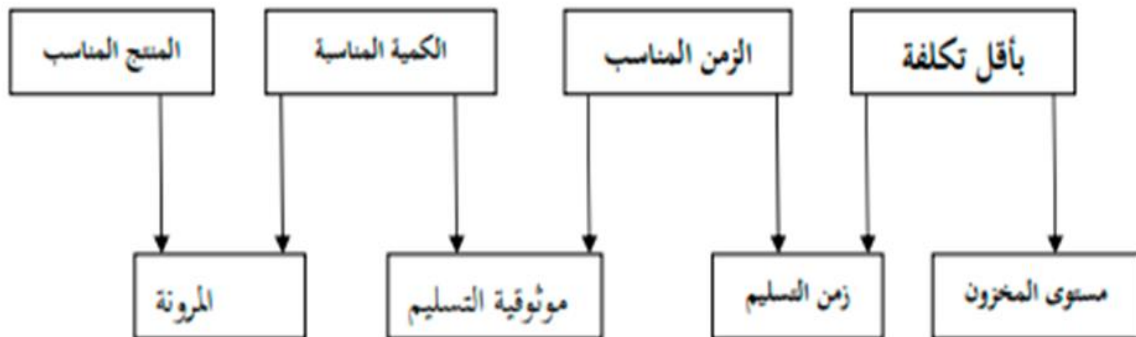 بأقل تكلفة
الزمن المناسب
الكمية المناسبة
المنتج المناسب
مستوى المخزون
زمن التسليم
موثوقية التسليم
المرونة